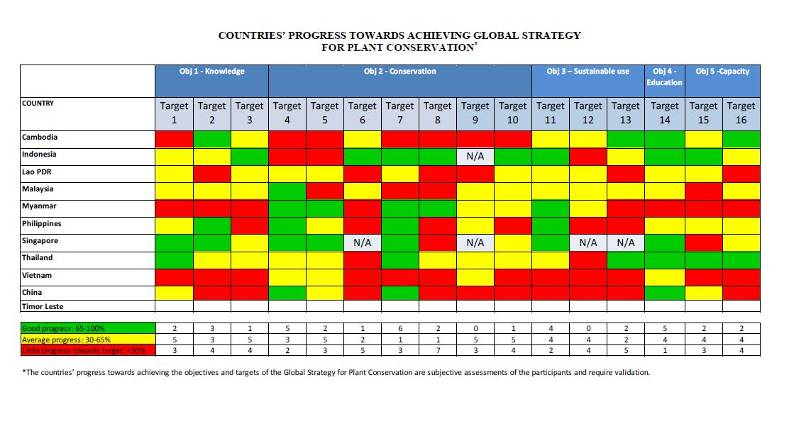 COUNTRIES' PROGRESS TOWARDS ACHIEVING GLOBAL STRATEGY
FOR PLANT CONSERVATION*
Obj 1 - Knowledge Obj 2 - Conservation Obj 3 – Sustainable use Obj 4 - Education Obj 5 -Capacity
COUNTRY Target 1 Target 2 Target 3 Target 4 Target 5 Target 6 Target 7 Target 8 Target 9 Target 10 Target 11 Target 12 Target 13 Target 14 Target 15 Target 16
Cambodia
Indonesia N/A
Lao PDR
Malaysia
Myanmar
Philippines
Singapore N/A N/A N/A N/A
Thailand
Vietnam
China
Timor Leste
Good progress: 65-100% 2 3 1 5 2 1 6 2 0 1 4 0 2 5 2 2
Average progress: 30-65% 5 3 5 3 5 2 1 1 5 5 4 4 2 4 4 4
Little progress towards target: <30% 3 4 4 2 3 5 3 7 3 4 2 4 5 1 3 4
*The countries' progress towards achieving the objectives and targets of the Global Strategy for Plant Conservation are subjective assessments of the participants and require validation.